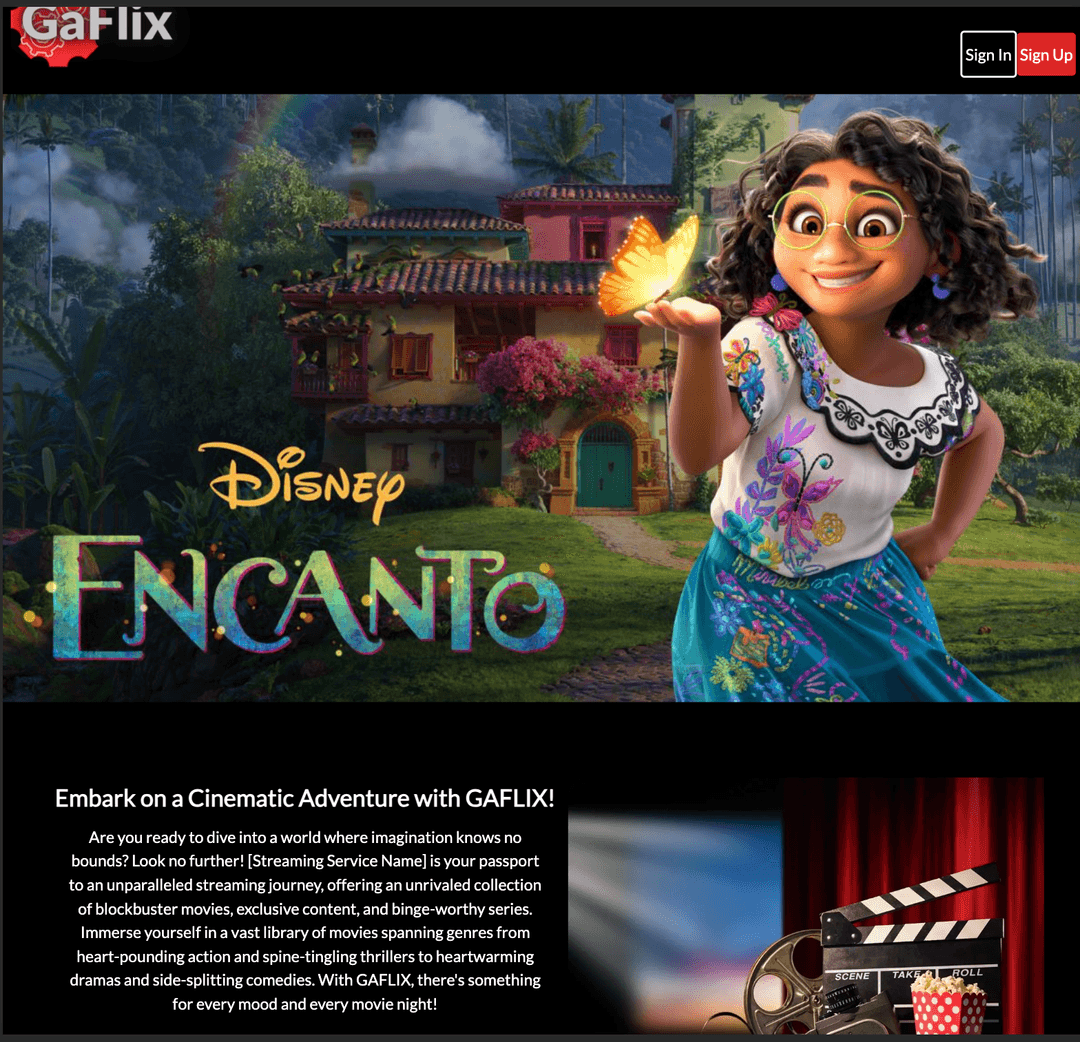 GaFlix
Sign In
Sign Up
DISNEY
ENCANTO
Embark on a Cinematic Adventure with GAFLIX!
Are you ready to dive into a world where imagination knows no
bounds? Look no further! [Streaming Service Name] is your passport
to an unparalleled streaming journey, offering an unrivaled collection
of blockbuster movies, exclusive content, and binge-worthy series.
Immerse yourself in a vast library of movies spanning genres from
heart-pounding action and spine-tingling thrillers to heartwarming
dramas and side-splitting comedies. With GAFLIX, there's something
for every mood and every movie night!
SCENE TAKE ROLL